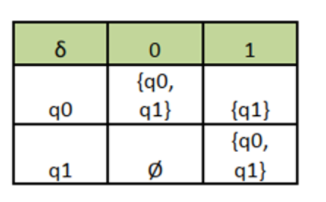 δ 0 1
{q0,
q0 q1} {q1}
{q0,
q1 Ø q1}